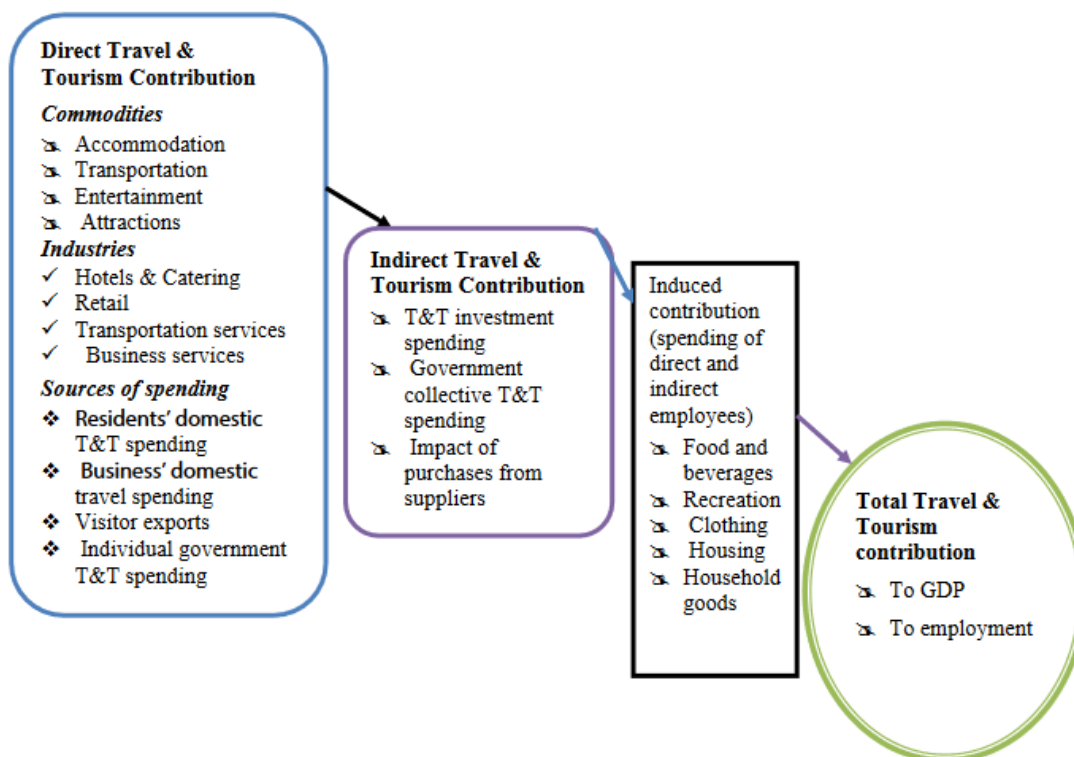 Direct Travel &
Tourism Contribution
Commodities
Accommodation
Transportation
Entertainment
Attractions
Industries
✓ Hotels & Catering
✓ Retail
✓ Transportation services
✓ Business services
Sources of spending
❖ Residents’ domestic
T&T spending
❖ Business’ domestic
travel spending
❖ Visitor exports
❖ Individual government
T&T spending
Indirect Travel &
Tourism Contribution
T&T investment
spending
Government
collective T&T
spending
Impact of
purchases from
suppliers
Induced
contribution
(spending of
direct and
indirect
employees)
Food and
beverages
Recreation
Clothing
Housing
Household
goods
Total Travel &
Tourism
contribution
To GDP
To employment